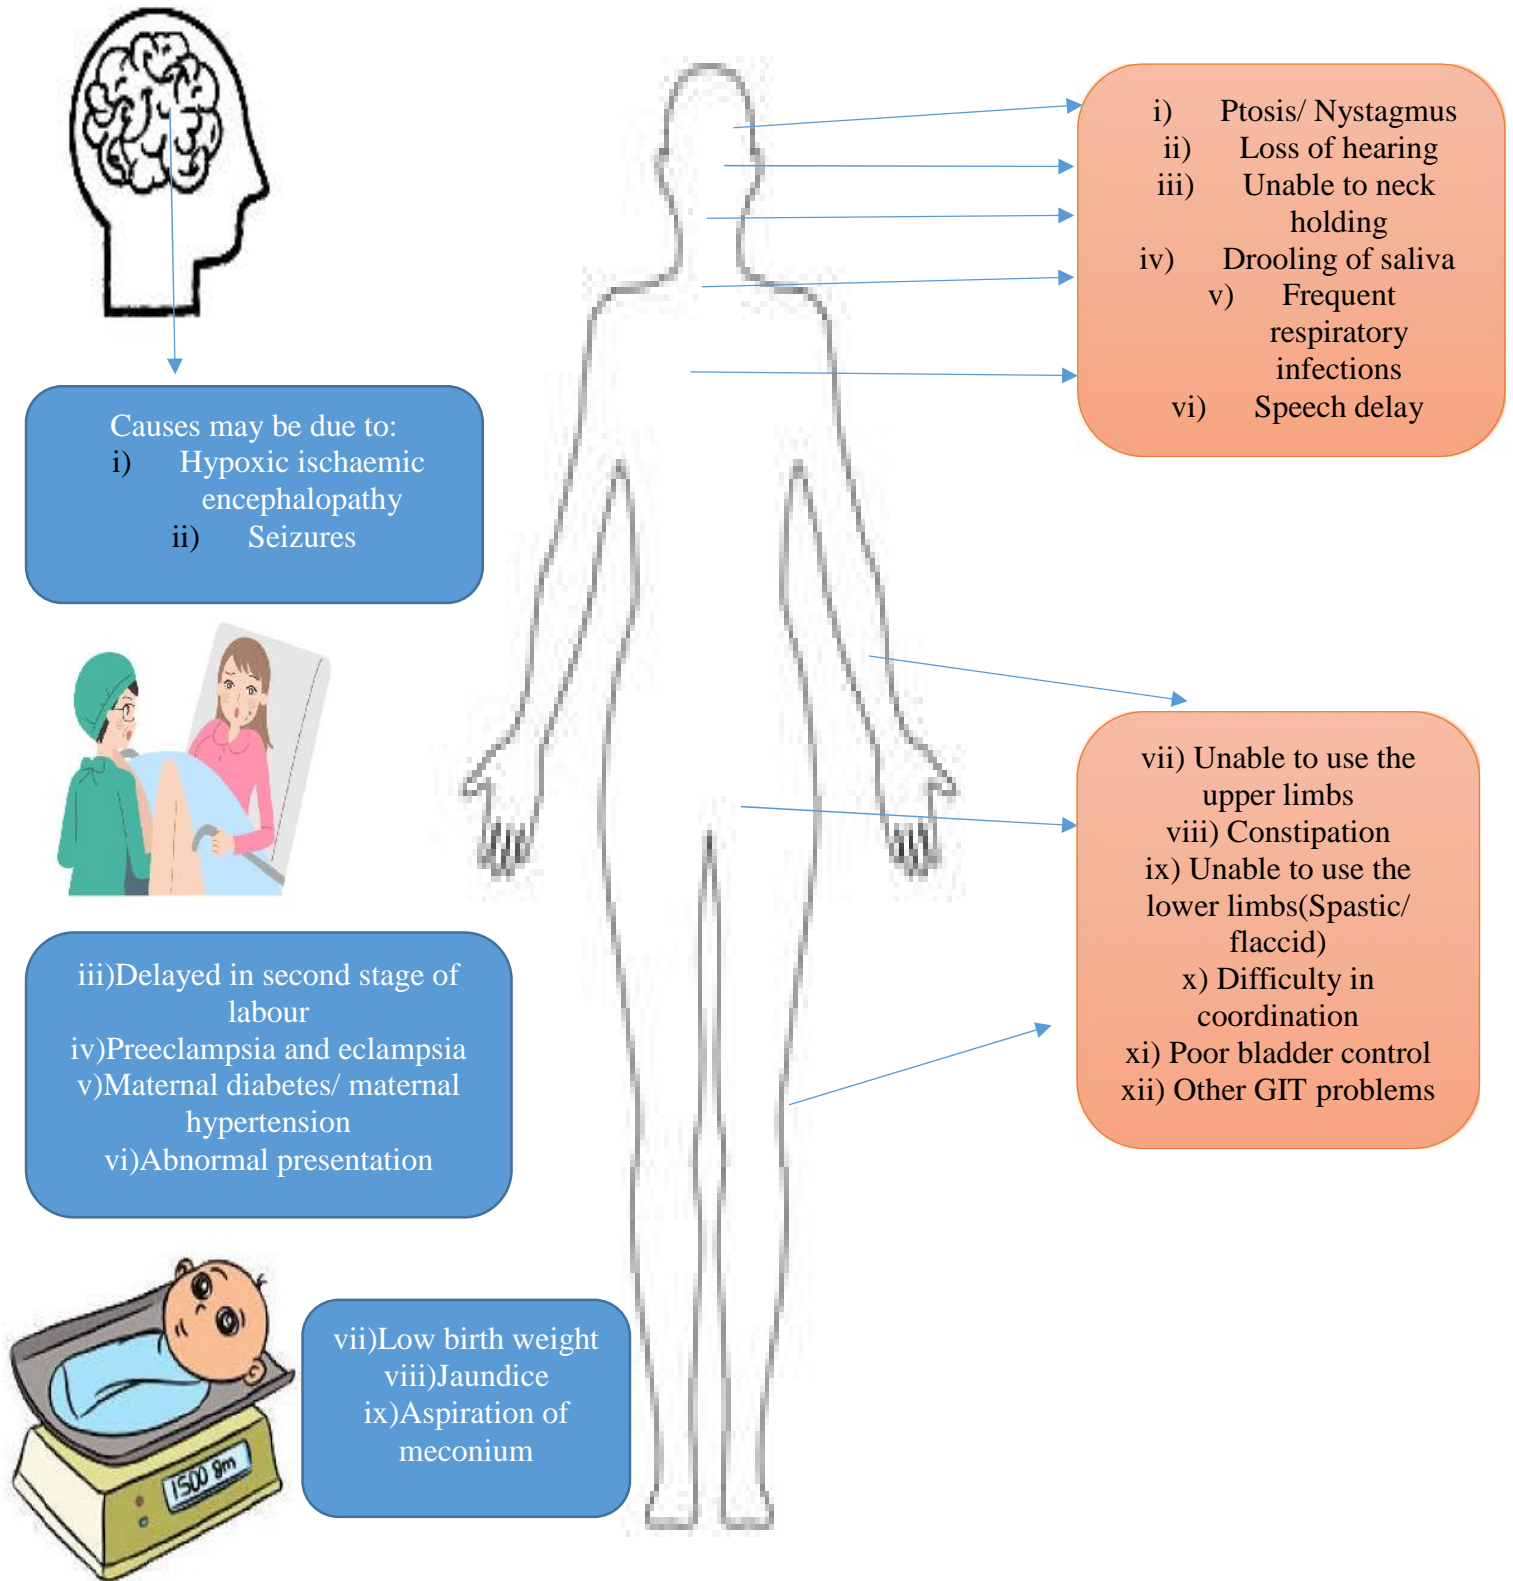 Causes may be due to:
i) Hypoxic ischaemic
encephalopathy
ii) Seizures
iii)Delayed in second stage of
labour
iv)Preeclampsia and eclampsia
v)Maternal diabetes/ maternal
hypertension
vi)Abnormal presentation
1500 gm
vii)Low birth weight
viii)Jaundice
ix)Aspiration of
meconium
i) Ptosis/ Nystagmus
ii) Loss of hearing
iii) Unable to neck
holding
iv) Drooling of saliva
v) Frequent
respiratory
infections
vi) Speech delay
vii) Unable to use the
upper limbs
viii) Constipation
ix) Unable to use the
lower limbs(Spastic/
flaccid)
x) Difficulty in
coordination
xi) Poor bladder control
xii) Other GIT problems